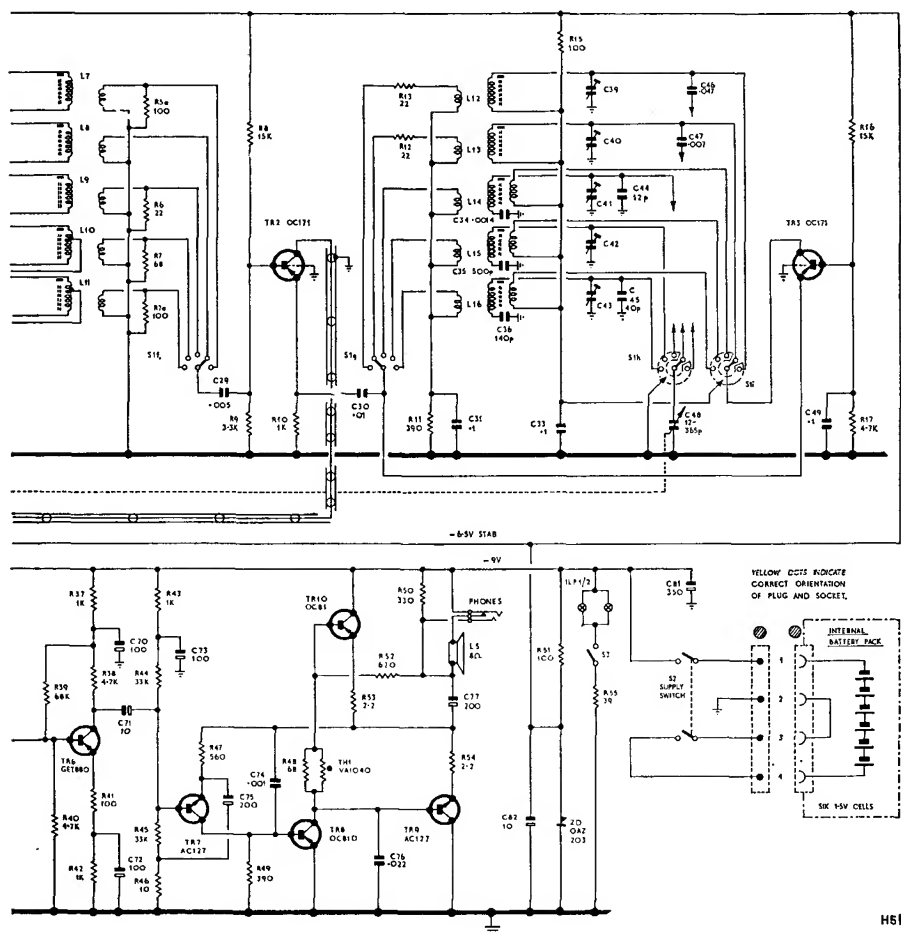 R15
100
L7
R5a
100
R13
22
L12
C39
C46
·047
L8
R8
15K
R12
22
L13
C40
C47
·007
R16
15K
L9
R6
22
TR2 OC171
L14
C34 ·0014
C41
C44
12p
TR3 OC171
L10
R7
68
L15
C35 500p
C42
L11
R7a
100
L16
C36
140p
C43
C
45
40p
S1f
S1g
S1h
S1i
C29
·005
C30
·01
R9
3·3K
R10
1K
R11
390
C31
·1
C33
·1
C48
12–
365p
C49
·1
R17
4·7K
–6·5V STAB
–9V
R37
1K
R43
1K
TR10
OC81
R50
330
PHONES
1LP1/2
C81
350
YELLOW DOTS INDICATE
CORRECT ORIENTATION
OF PLUG AND SOCKET.
C70
100
C73
100
R52
670
LS
8Ω
R51
100
S7
INTERNAL
BATTERY PACK
R39
68K
R38
4·7K
R44
33K
R53
2·2
C77
200
R55
39
S2
SUPPLY
SWITCH
1
2
3
4
C71
10
TR6
GET880
R47
560
C74
·001
R48
68
TH1
VA1040
R54
2·2
R41
100
C75
200
C82
10
ZD
OAZ
203
SIX 1·5V CELLS
R40
4·7K
R45
33K
TR7
AC127
TR8
OC81D
TR9
AC127
R42
1K
C72
100
R46
10
R49
390
C76
·022
H6